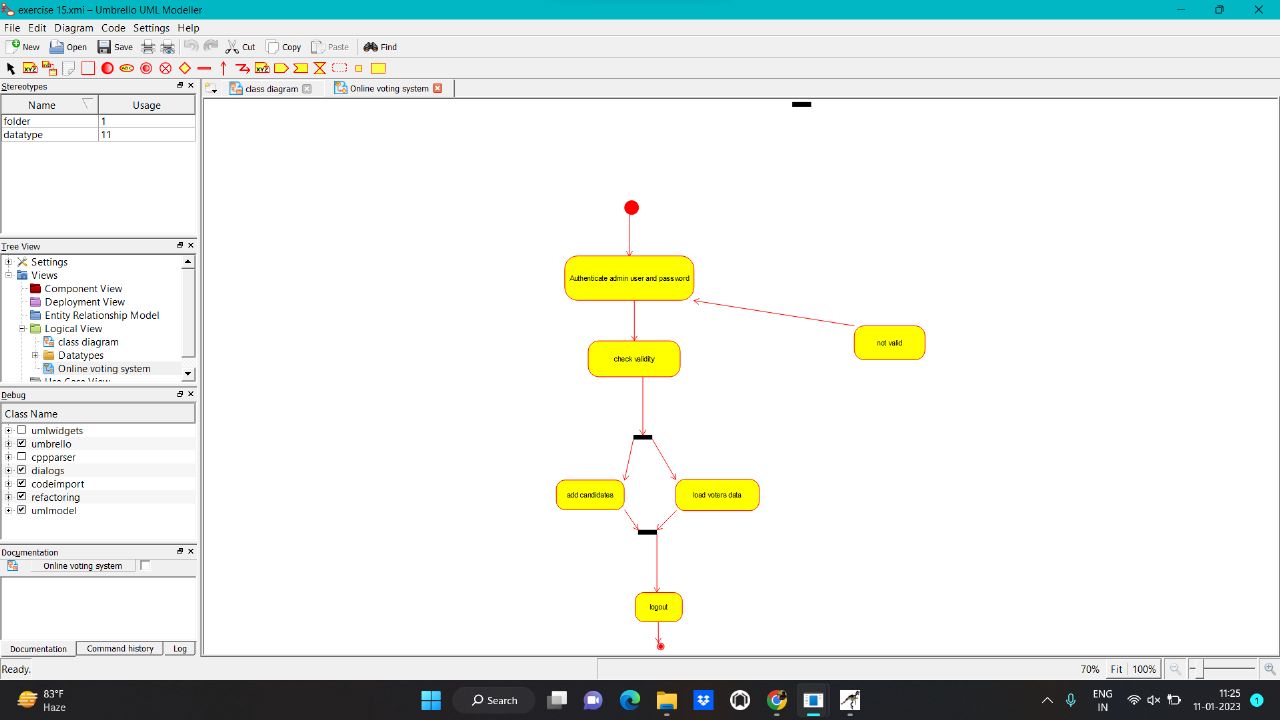 exercise 15.xmi – Umbrello UML Modeller
File Edit Diagram Code Settings Help
New Open Save Cut Copy Paste Find
Stereotypes
class diagram Online voting system
Name Usage
folder 1
datatype 11
Tree View
Settings
Views
Component View
Deployment View
Entity Relationship Model
Logical View
class diagram
Datatypes
Online voting system
Use Case View
Debug
Class Name
umlwidgets
umbrello
cppparser
dialogs
codeimport
refactoring
umlmodel
Documentation
Online voting system
Documentation Command history Log
Authenticate admin user and password
not valid
check validity
add candidates load voters data
logout
Ready. 70% Fit 100%
83°F
Haze
Search
ENG
IN
11:25
11-01-2023
1